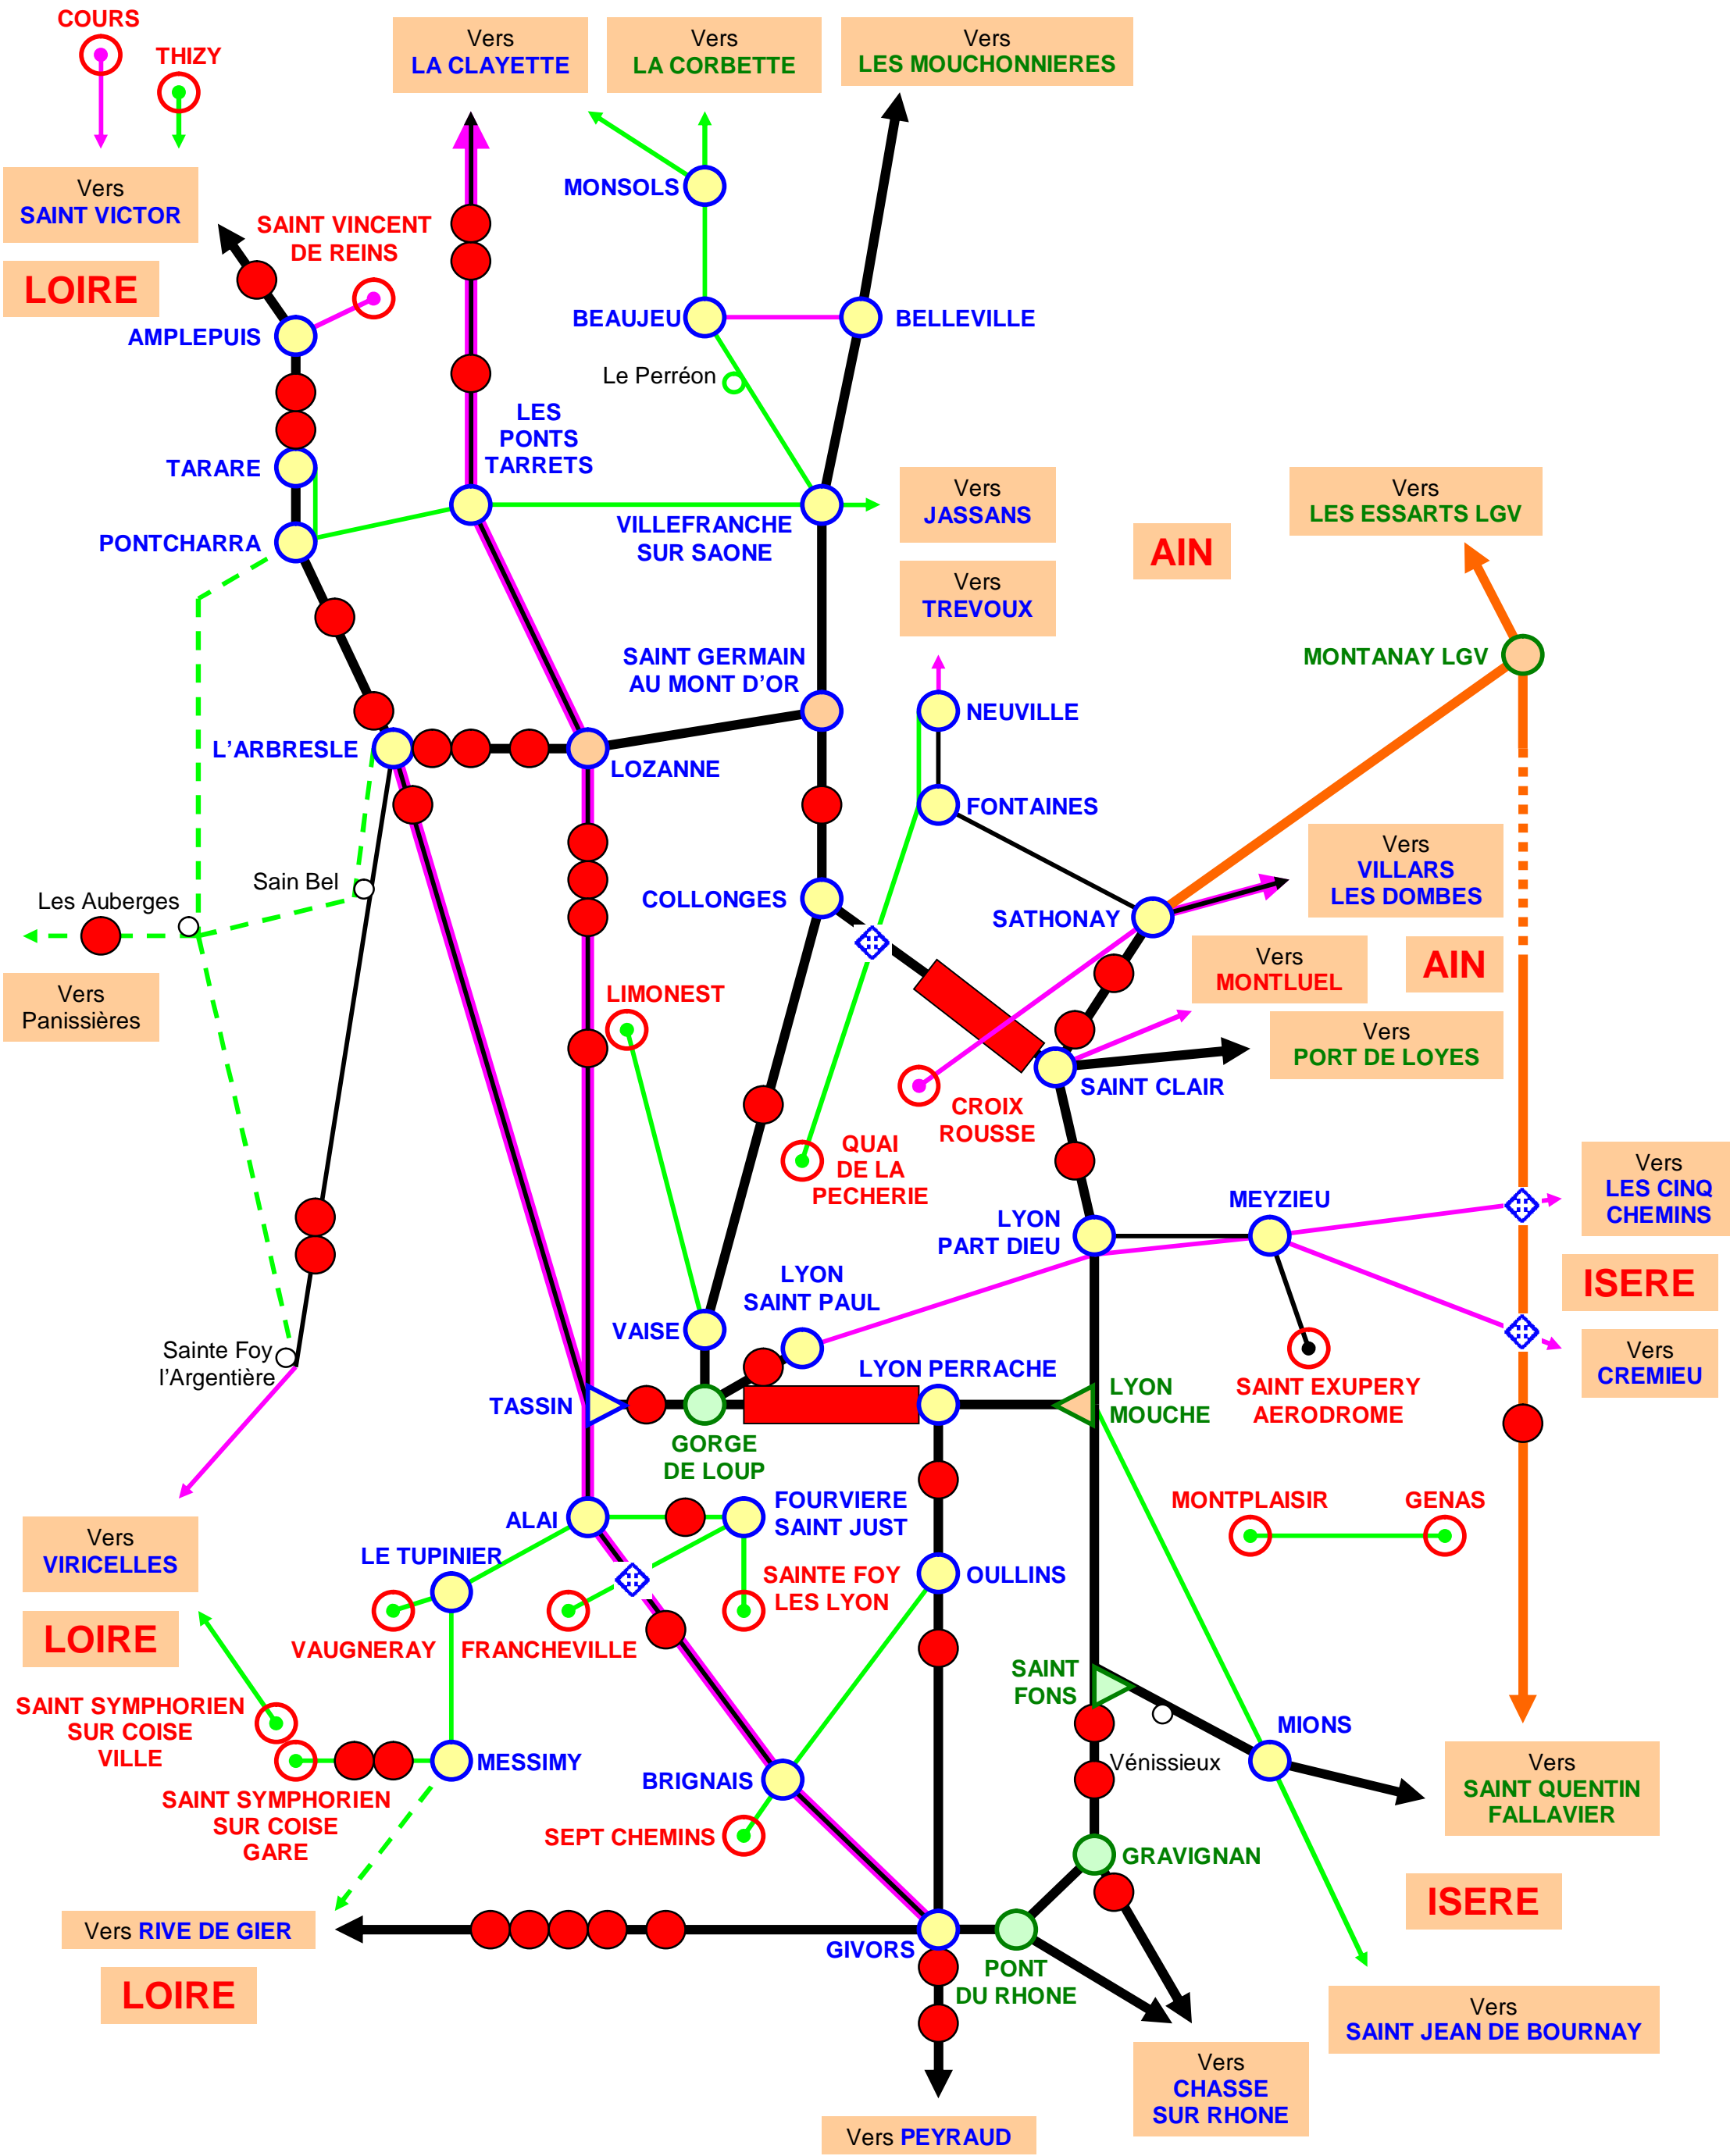 COURS
THIZY
Vers
LA CLAYETTE
Vers
LA CORBETTE
Vers
LES MOUCHONNIERES
Vers
SAINT VICTOR
LOIRE
SAINT VINCENT
DE REINS
MONSOLS
AMPLEPUIS
BEAUJEU
BELLEVILLE
Le Perréon
LES
PONTS
TARRETS
TARARE
PONTCHARRA
VILLEFRANCHE
SUR SAONE
Vers
JASSANS
Vers
TREVOUX
AIN
Vers
LES ESSARTS LGV
MONTANAY LGV
SAINT GERMAIN
AU MONT D'OR
NEUVILLE
L'ARBRESLE
LOZANNE
FONTAINES
Sain Bel
Les Auberges
Vers
Panissières
COLLONGES
SATHONAY
Vers
VILLARS
LES DOMBES
AIN
Vers
MONTLUEL
Vers
PORT DE LOYES
LIMONEST
SAINT CLAIR
CROIX
ROUSSE
QUAI
DE LA
PECHERIE
MEYZIEU
Vers
LES CINQ
CHEMINS
LYON
PART DIEU
ISERE
LYON
SAINT PAUL
VAISE
Sainte Foy
l'Argentière
LYON PERRACHE
Vers
CREMIEU
SAINT EXUPERY
AERODROME
TASSIN
LYON
MOUCHE
GORGE
DE LOUP
ALAI
FOURVIERE
SAINT JUST
MONTPLAISIR
GENAS
Vers
VIRICELLES
LE TUPINIER
SAINTE FOY
LES LYON
OULLINS
LOIRE
VAUGNERAY
FRANCHEVILLE
SAINT
FONS
SAINT SYMPHORIEN
SUR COISE
VILLE
MIONS
MESSIMY
BRIGNAIS
Vénissieux
Vers
SAINT QUENTIN
FALLAVIER
SAINT SYMPHORIEN
SUR COISE
GARE
SEPT CHEMINS
GRAVIGNAN
ISERE
Vers RIVE DE GIER
GIVORS
PONT
DU RHONE
LOIRE
Vers
SAINT JEAN DE BOURNAY
Vers
CHASSE
SUR RHONE
Vers PEYRAUD